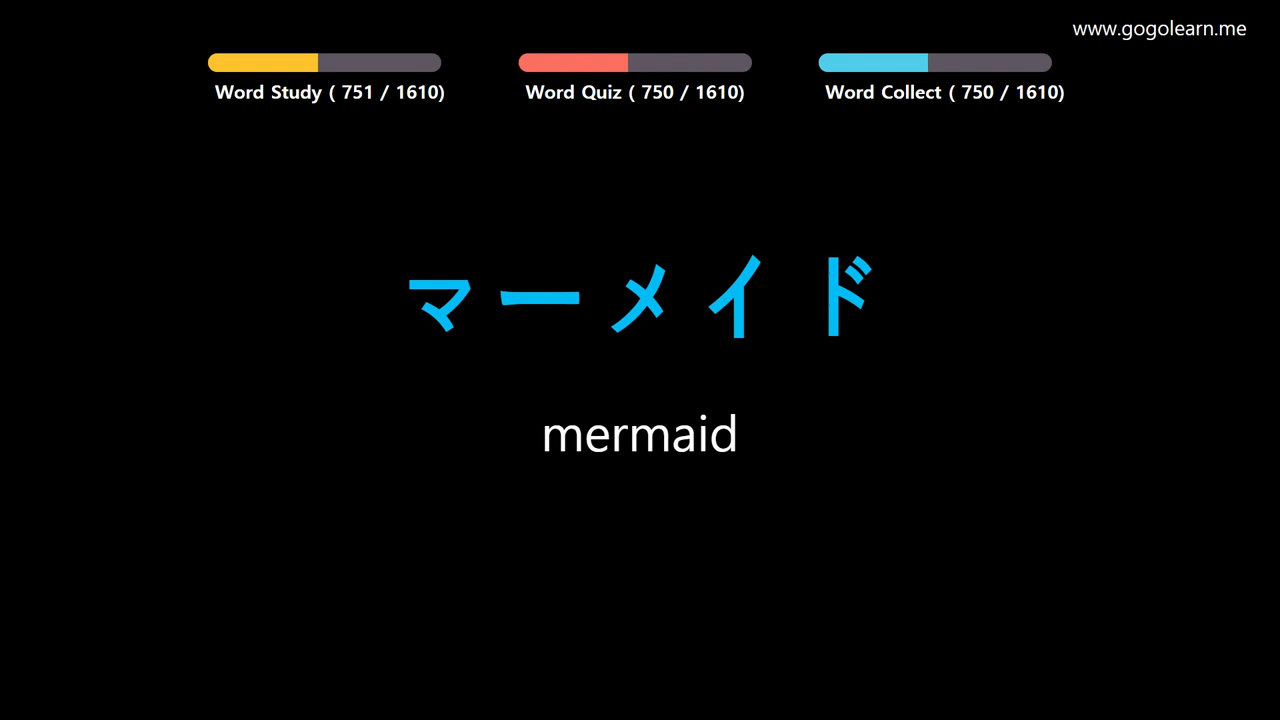 www.gogolearn.me
Word Study ( 751 / 1610)
Word Quiz ( 750 / 1610)
Word Collect ( 750 / 1610)
マーメイド
mermaid